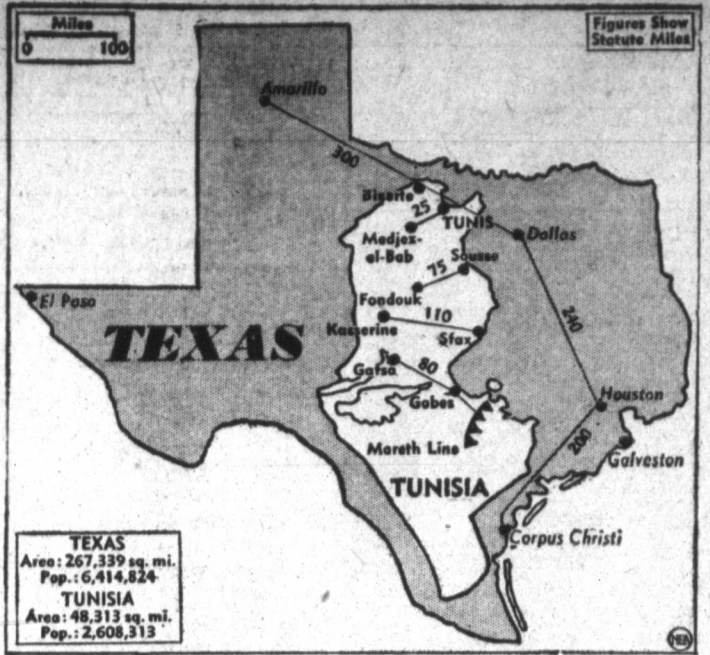 Miles
0 100
Figures Show
Statute Miles
Amarillo
300
Bizerte
25
TUNIS
Medjez-
el-Bab
Dallas
Sousse
75
El Paso
Fondouk
110
240
TEXAS
Kasserine
Sfax
Gafsa
80
Gabes
Houston
200
Mareth Line
Galveston
TUNISIA
Corpus Christi
TEXAS
Area: 267,339 sq. mi.
Pop.: 6,414,824
TUNISIA
Area: 48,313 sq. mi.
Pop.: 2,608,313
NEA